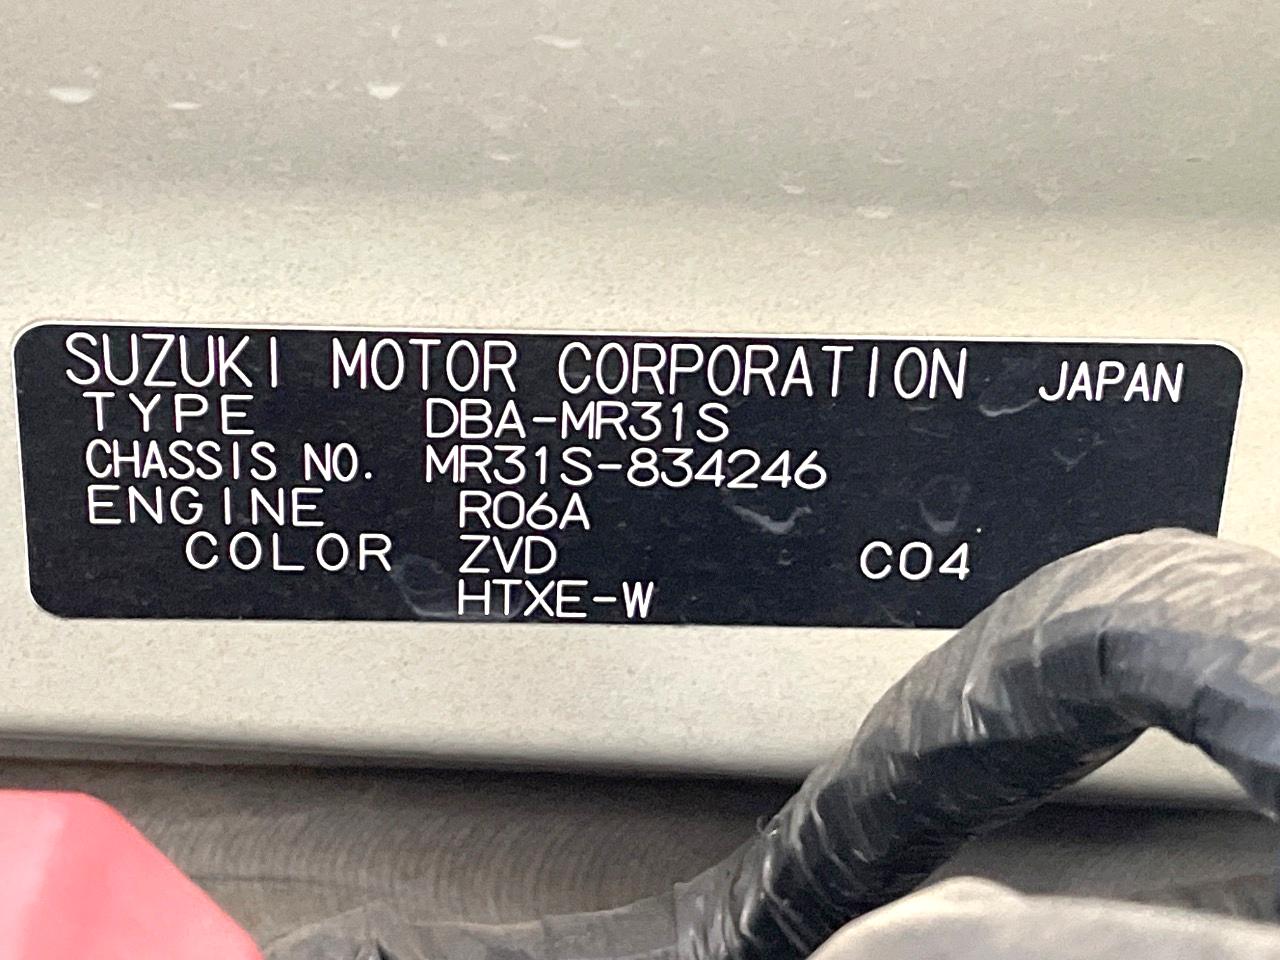 SUZUKI MOTOR CORPORATION JAPAN
TYPE DBA-MR31S
CHASSIS NO. MR31S-834246
ENGINE R06A
COLOR ZVD C04
HTXE-W